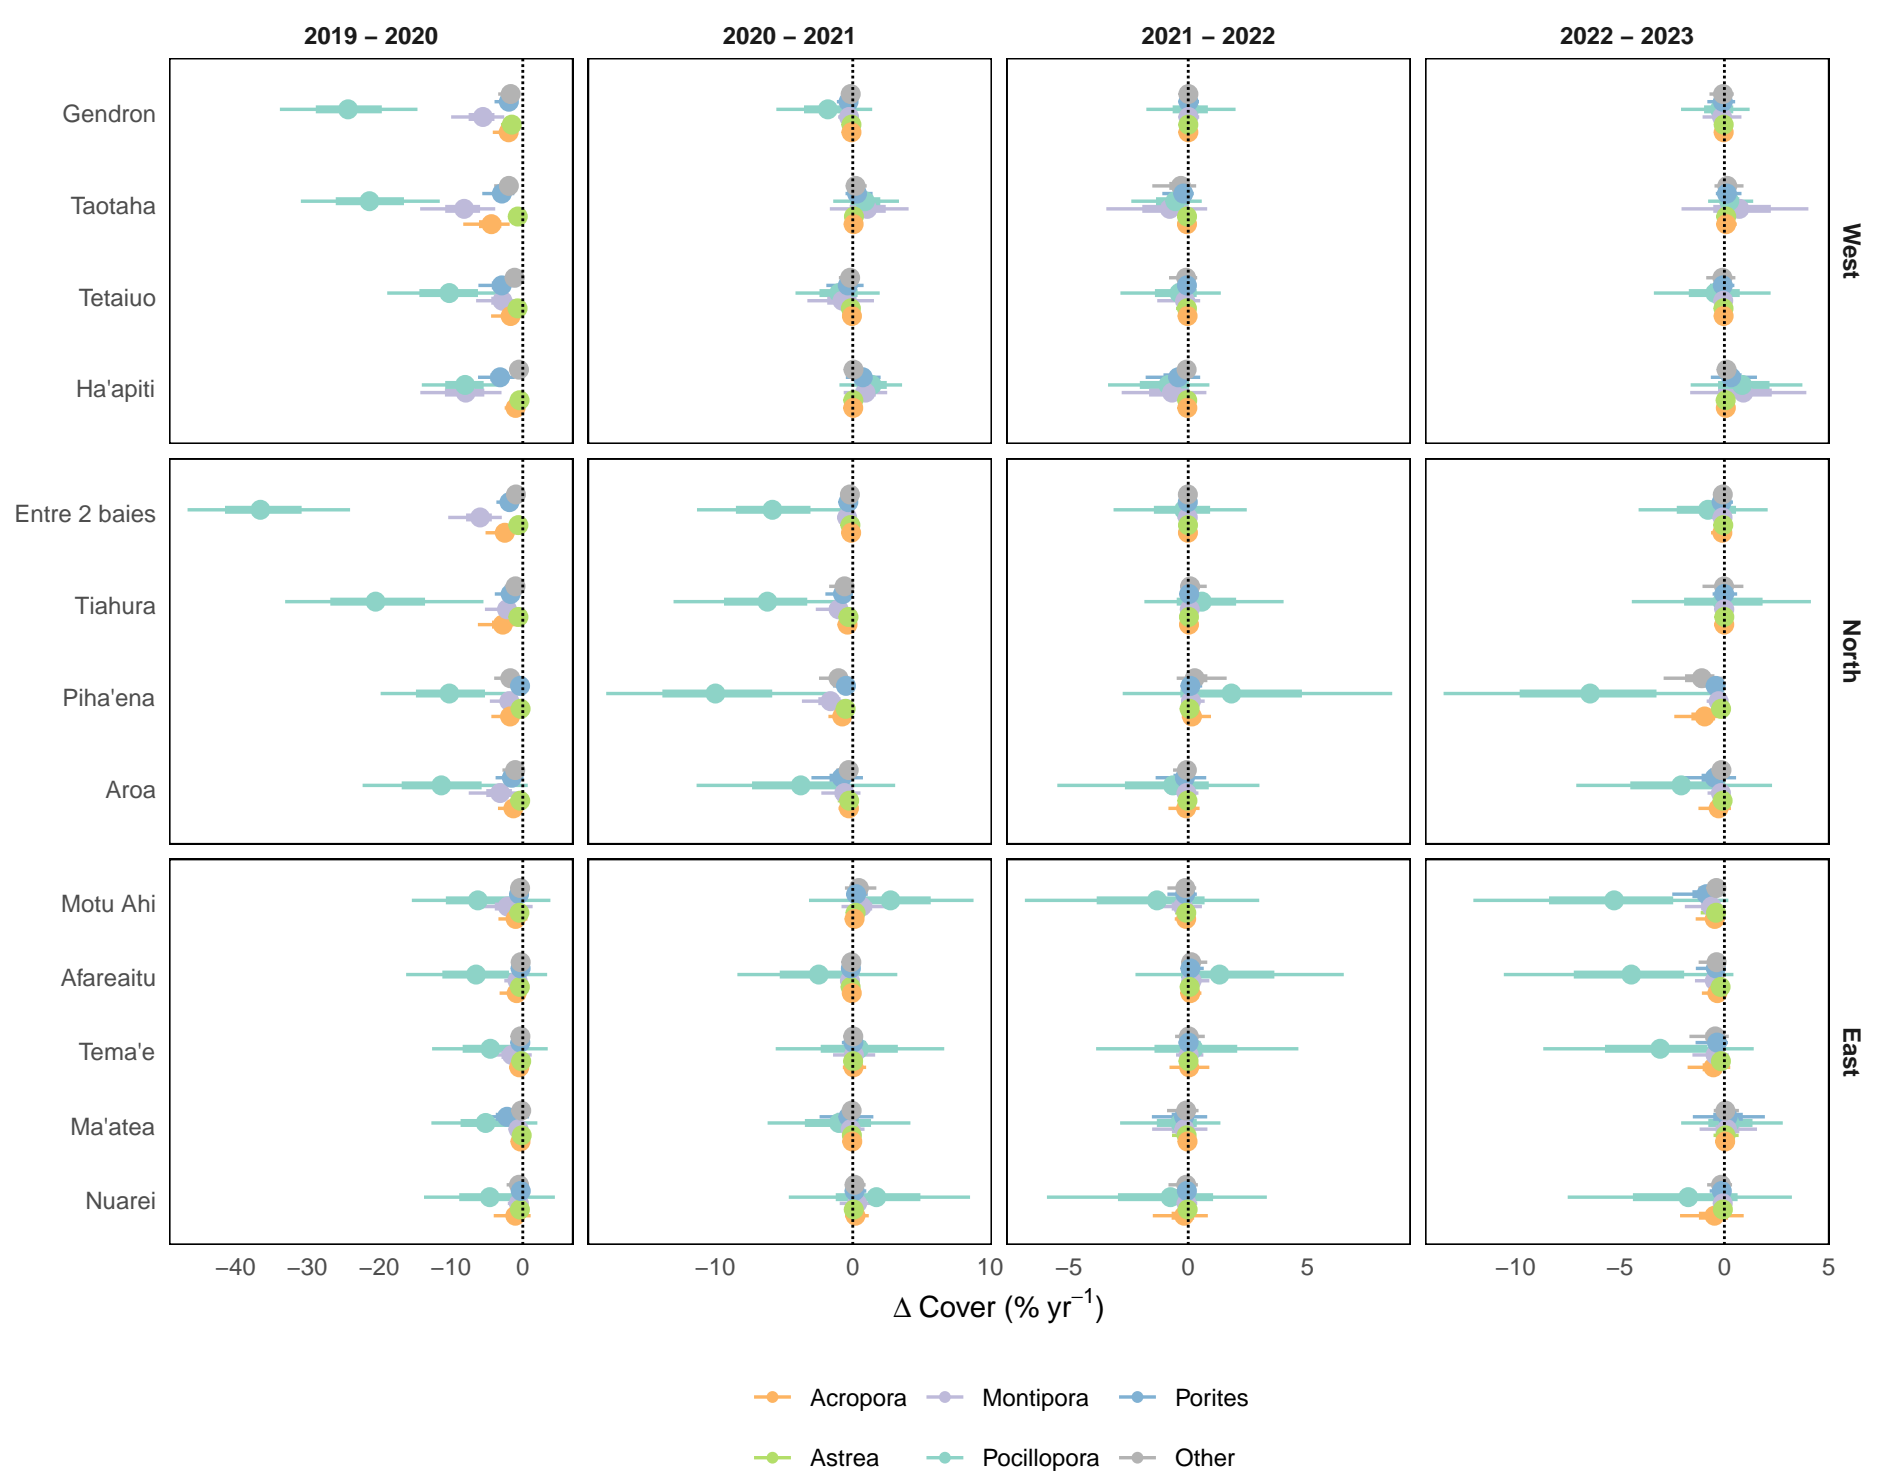 2019 – 2020 2020 – 2021 2021 – 2022 2022 – 2023
Gendron
Taotaha
Tetaiuo
Ha'apiti
West
Entre 2 baies
Tiahura
Piha'ena
Aroa
North
Motu Ahi
Afareaitu
Tema'e
Ma'atea
Nuarei
East
−40 −30 −20 −10 0 −10 0 10 −5 0 5 −10 −5 0 5
Δ Cover (% yr⁻¹)
Acropora Montipora Porites
Astrea Pocillopora Other